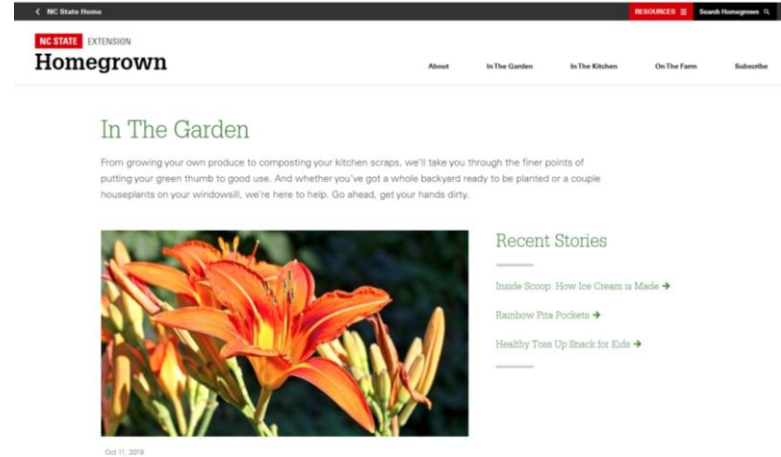 NC State Home
RESOURCES
Search Homegrown
NC STATE EXTENSION
Homegrown
About
In The Garden
In The Kitchen
On The Farm
Subscribe
In The Garden
From growing your own produce to composting your kitchen scraps, we'll take you through the finer points of
putting your green thumb to good use. And whether you've got a whole backyard ready to be planted or a couple
houseplants on your windowsill, we're here to help. Go ahead, get your hands dirty.
Recent Stories
Inside Scoop: How Ice Cream is Made
Rainbow Pita Pockets
Healthy Toss Up Snack for Kids
Oct 11, 2019